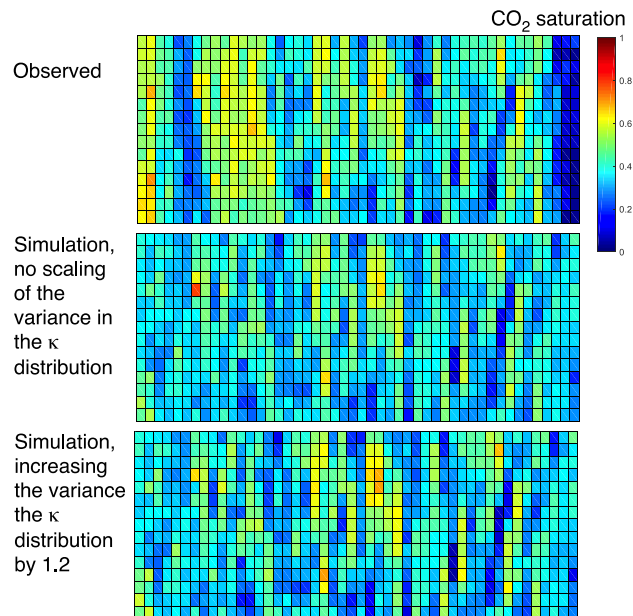 CO2 saturation
Observed
1
0.8
0.6
0.4
0.2
0
Simulation,
no scaling
of the
variance in
the κ
distribution
Simulation,
increasing
the variance
the κ
distribution
by 1.2